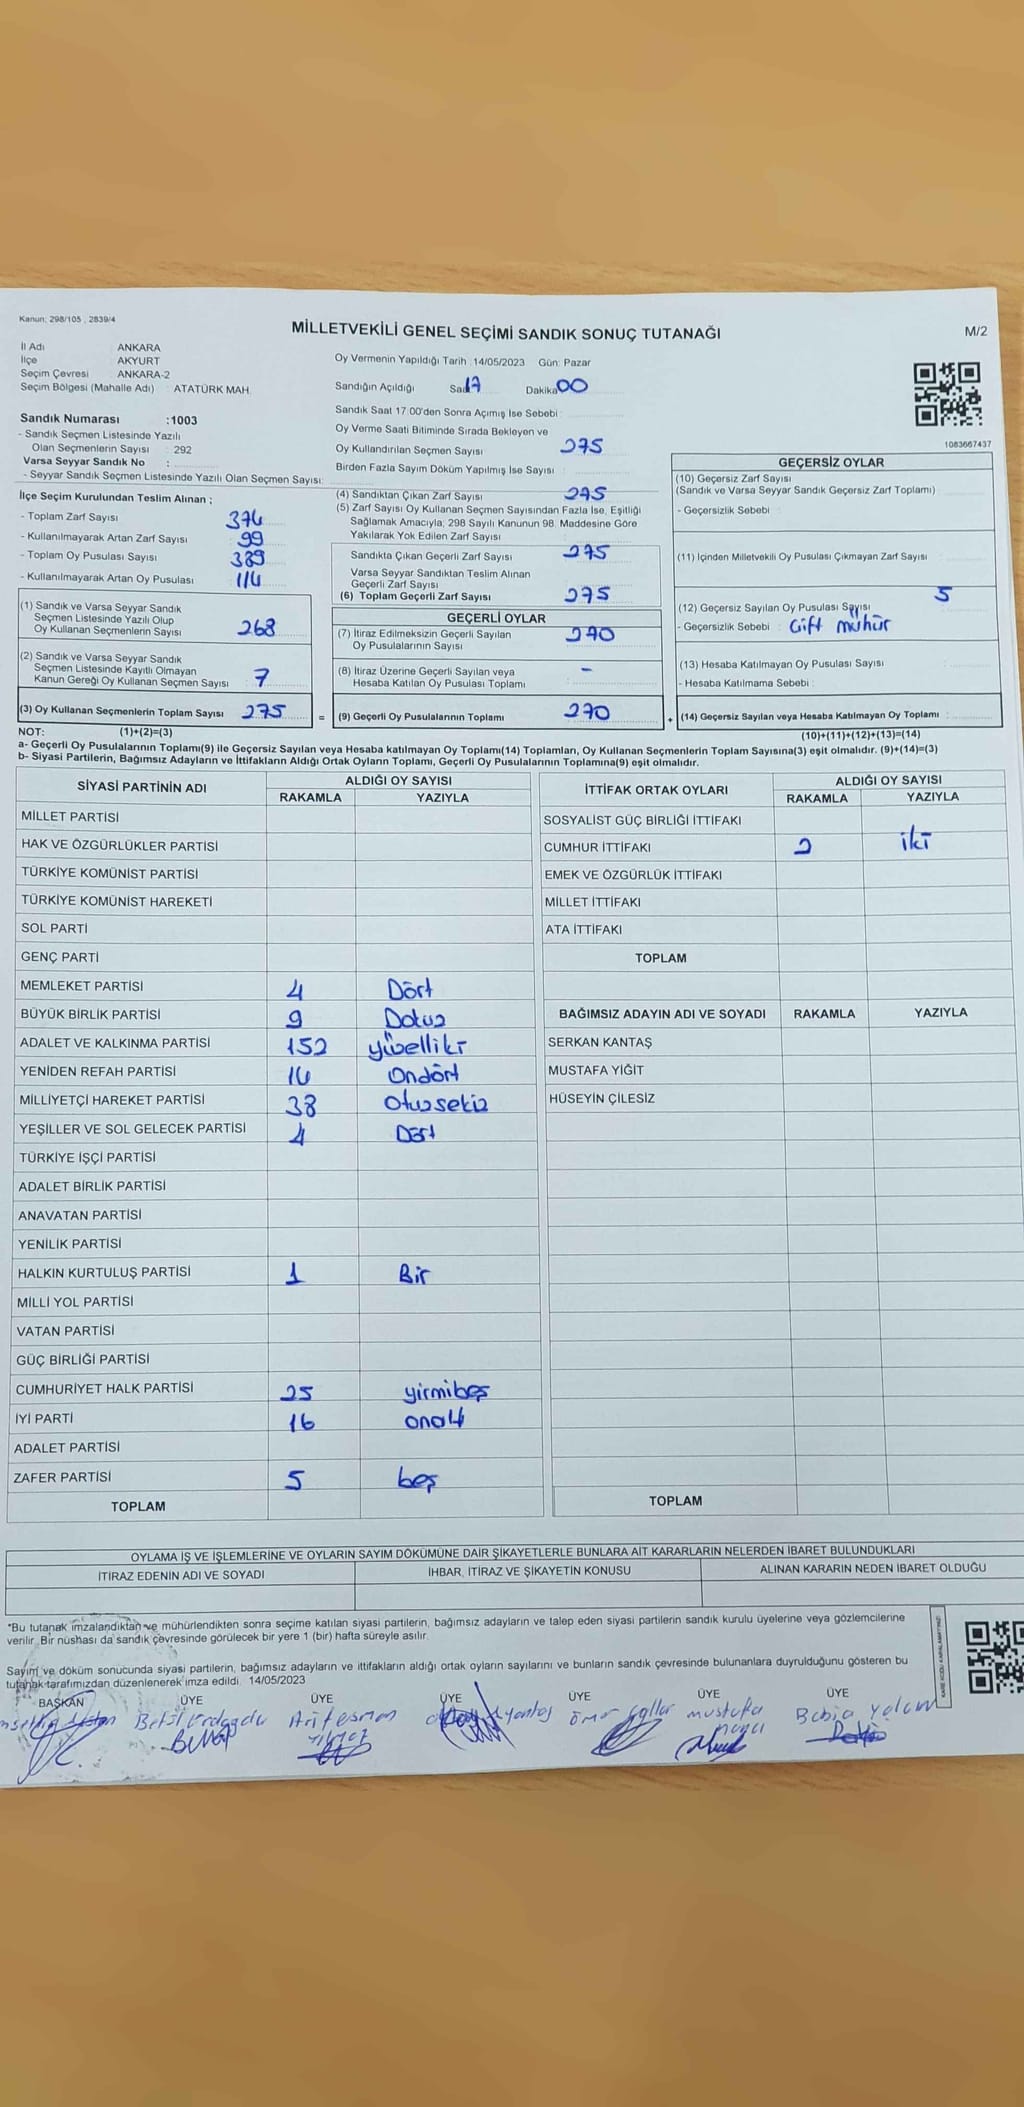 Kanun: 298/105 , 2839/4
MİLLETVEKİLİ GENEL SEÇİMİ SANDIK SONUÇ TUTANAĞI
M/2
İl Adı ANKARA
İlçe AKYURT
Seçim Çevresi ANKARA-2
Seçim Bölgesi (Mahalle Adı) : ATATÜRK MAH.
Oy Vermenin Yapıldığı Tarih :14/05/2023 Gün: Pazar
Sandığın Açıldığı Saat 17 Dakika 00
Sandık Saat 17:00'den Sonra Açımış İse Sebebi :
Oy Verme Saati Bitiminde Sırada Bekleyen ve
Oy Kullandırılan Seçmen Sayısı 275
Birden Fazla Sayım Döküm Yapılmış İse Sayısı :
1083667437
Sandık Numarası :1003
- Sandık Seçmen Listesinde Yazılı
Olan Seçmenlerin Sayısı : 292
Varsa Seyyar Sandık No :
- Seyyar Sandık Seçmen Listesinde Yazılı Olan Seçmen Sayısı:
İlçe Seçim Kurulundan Teslim Alınan ;
- Toplam Zarf Sayısı 374
- Kullanılmayarak Artan Zarf Sayısı 99
- Toplam Oy Pusulası Sayısı 389
- Kullanılmayarak Artan Oy Pusulası 114
(1) Sandık ve Varsa Seyyar Sandık
Seçmen Listesinde Yazılı Olup
Oy Kullanan Seçmenlerin Sayısı 268
(2) Sandık ve Varsa Seyyar Sandık
Seçmen Listesinde Kayıtlı Olmayan
Kanun Gereği Oy Kullanan Seçmen Sayısı : 7
(3) Oy Kullanan Seçmenlerin Toplam Sayısı 275
(4) Sandıktan Çıkan Zarf Sayısı 275
(5) Zarf Sayısı Oy Kullanan Seçmen Sayısından Fazla İse, Eşitliği
Sağlamak Amacıyla; 298 Sayılı Kanunun 98. Maddesine Göre
Yakılarak Yok Edilen Zarf Sayısı :
Sandıkta Çıkan Geçerli Zarf Sayısı 275
Varsa Seyyar Sandıktan Teslim Alınan
Geçerli Zarf Sayısı
(6) Toplam Geçerli Zarf Sayısı 275
GEÇERLİ OYLAR
(7) İtiraz Edilmeksizin Geçerli Sayılan
Oy Pusulalarının Sayısı 270
(8) İtiraz Üzerine Geçerli Sayılan veya
Hesaba Katılan Oy Pusulası Toplamı : -
= (9) Geçerli Oy Pusulalarının Toplamı 270
GEÇERSİZ OYLAR
(10) Geçersiz Zarf Sayısı
(Sandık ve Varsa Seyyar Sandık Geçersiz Zarf Toplamı)
- Geçersizlik Sebebi :
(11) İçinden Milletvekili Oy Pusulası Çıkmayan Zarf Sayısı
(12) Geçersiz Sayılan Oy Pusulası Sayısı 5
- Geçersizlik Sebebi : Çift mühür
(13) Hesaba Katılmayan Oy Pusulası Sayısı
- Hesaba Katılmama Sebebi :
+ (14) Geçersiz Sayılan veya Hesaba Katılmayan Oy Toplamı :
NOT: (1)+(2)=(3) (10)+(11)+(12)+(13)=(14)
a- Geçerli Oy Pusulalarının Toplamı(9) ile Geçersiz Sayılan veya Hesaba katılmayan Oy Toplamı(14) Toplamları, Oy Kullanan Seçmenlerin Toplam Sayısına(3) eşit olmalıdır. (9)+(14)=(3)
b- Siyasi Partilerin, Bağımsız Adayların ve İttifakların Aldığı Ortak Oyların Toplamı, Geçerli Oy Pusulalarının Toplamına(9) eşit olmalıdır.
SİYASİ PARTİNİN ADI ALDIĞI OY SAYISI
RAKAMLA YAZIYLA
MİLLET PARTİSİ
HAK VE ÖZGÜRLÜKLER PARTİSİ
TÜRKİYE KOMÜNİST PARTİSİ
TÜRKİYE KOMÜNİST HAREKETİ
SOL PARTİ
GENÇ PARTİ
MEMLEKET PARTİSİ 4 Dört
BÜYÜK BİRLİK PARTİSİ 9 Dokuz
ADALET VE KALKINMA PARTİSİ 152 yüzelliki
YENİDEN REFAH PARTİSİ 14 Ondört
MİLLİYETÇİ HAREKET PARTİSİ 38 Otuzsekiz
YEŞİLLER VE SOL GELECEK PARTİSİ 4 Dört
TÜRKİYE İŞÇİ PARTİSİ
ADALET BİRLİK PARTİSİ
ANAVATAN PARTİSİ
YENİLİK PARTİSİ
HALKIN KURTULUŞ PARTİSİ 1 Bir
MİLLİ YOL PARTİSİ
VATAN PARTİSİ
GÜÇ BİRLİĞİ PARTİSİ
CUMHURİYET HALK PARTİSİ 25 yirmibeş
İYİ PARTİ 16 onaltı
ADALET PARTİSİ
ZAFER PARTİSİ 5 beş
TOPLAM
İTTİFAK ORTAK OYLARI ALDIĞI OY SAYISI
RAKAMLA YAZIYLA
SOSYALİST GÜÇ BİRLİĞİ İTTİFAKI
CUMHUR İTTİFAKI 2 iki
EMEK VE ÖZGÜRLÜK İTTİFAKI
MİLLET İTTİFAKI
ATA İTTİFAKI
TOPLAM
BAĞIMSIZ ADAYIN ADI VE SOYADI RAKAMLA YAZIYLA
SERKAN KANTAŞ
MUSTAFA YİĞİT
HÜSEYİN ÇİLESİZ
TOPLAM
OYLAMA İŞ VE İŞLEMLERİNE VE OYLARIN SAYIM DÖKÜMÜNE DAİR ŞİKAYETLERLE BUNLARA AİT KARARLARIN NELERDEN İBARET BULUNDUKLARI
İTİRAZ EDENİN ADI VE SOYADI İHBAR, İTİRAZ VE ŞİKAYETİN KONUSU ALINAN KARARIN NEDEN İBARET OLDUĞU
*Bu tutanak imzalandıktan ve mühürlendikten sonra seçime katılan siyasi partilerin, bağımsız adayların ve talep eden siyasi partilerin sandık kurulu üyelerine veya gözlemcilerine
verilir. Bir nüshası da sandık çevresinde görülecek bir yere 1 (bir) hafta süreyle asılır.
Sayım ve döküm sonucunda siyasi partilerin, bağımsız adayların ve ittifakların aldığı ortak oyların sayılarını ve bunların sandık çevresinde bulunanlara duyrulduğunu gösteren bu
tutanak tarafımızdan düzenlenerek imza edildi. 14/05/2023
BAŞKAN ÜYE ÜYE ÜYE ÜYE ÜYE ÜYE
Betül Ömer mustafa